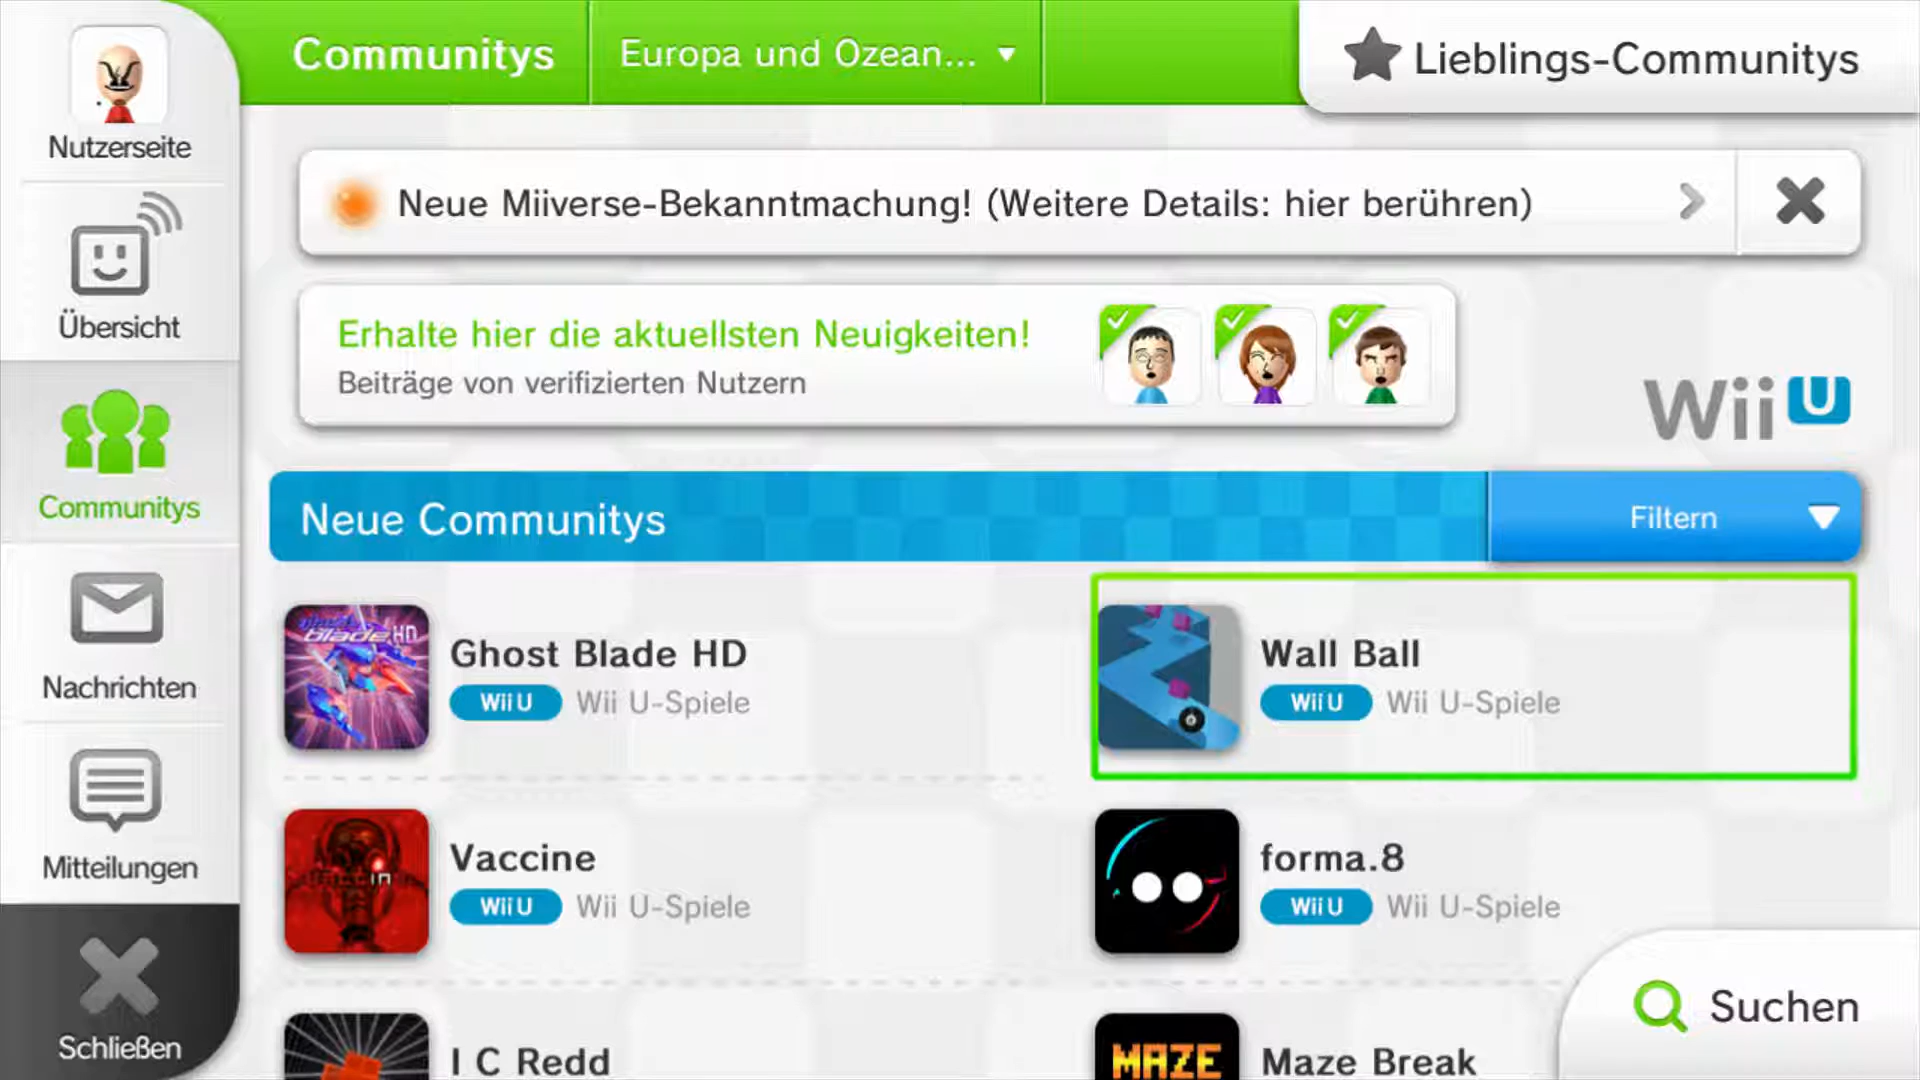 Nutzerseite
Übersicht
Communitys
Nachrichten
Mitteilungen
Schließen
Communitys
Europa und Ozean...
Lieblings-Communitys
Neue Miiverse-Bekanntmachung! (Weitere Details: hier berühren)
Erhalte hier die aktuellsten Neuigkeiten!
Beiträge von verifizierten Nutzern
Wii U
Neue Communitys
Filtern
blade HD
Ghost Blade HD
Wii U Wii U-Spiele
Wall Ball
Wii U Wii U-Spiele
Vaccine
Wii U Wii U-Spiele
forma.8
Wii U Wii U-Spiele
I C Redd
MAZE
Maze Break
Suchen